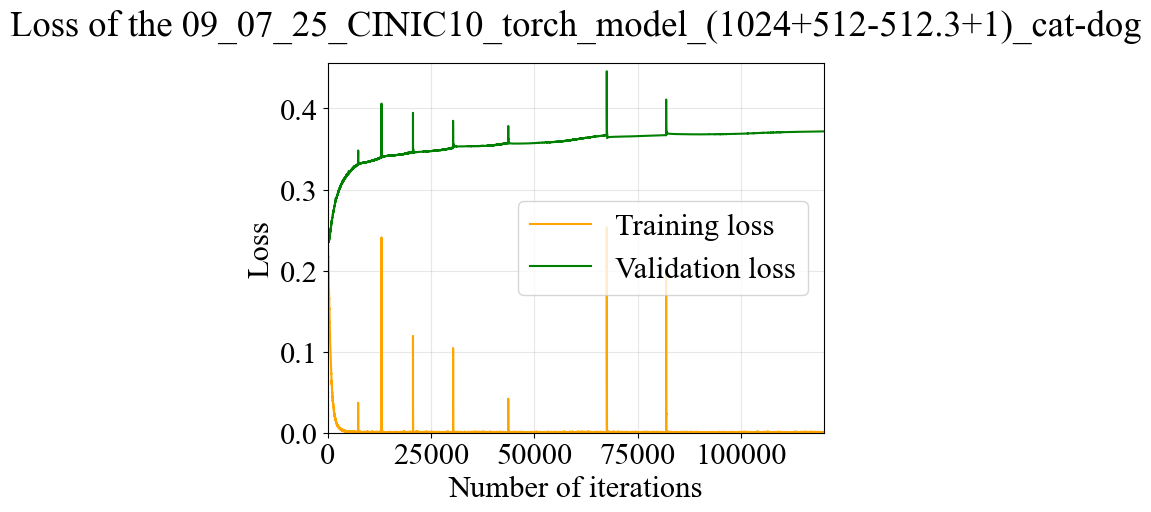 Loss of the 09_07_25_CINIC10_torch_model_(1024+512-512.3+1)_cat-dog
0.4
0.3
0.2
0.1
0.0
Loss
Training loss
Validation loss
0 25000 50000 75000 100000
Number of iterations